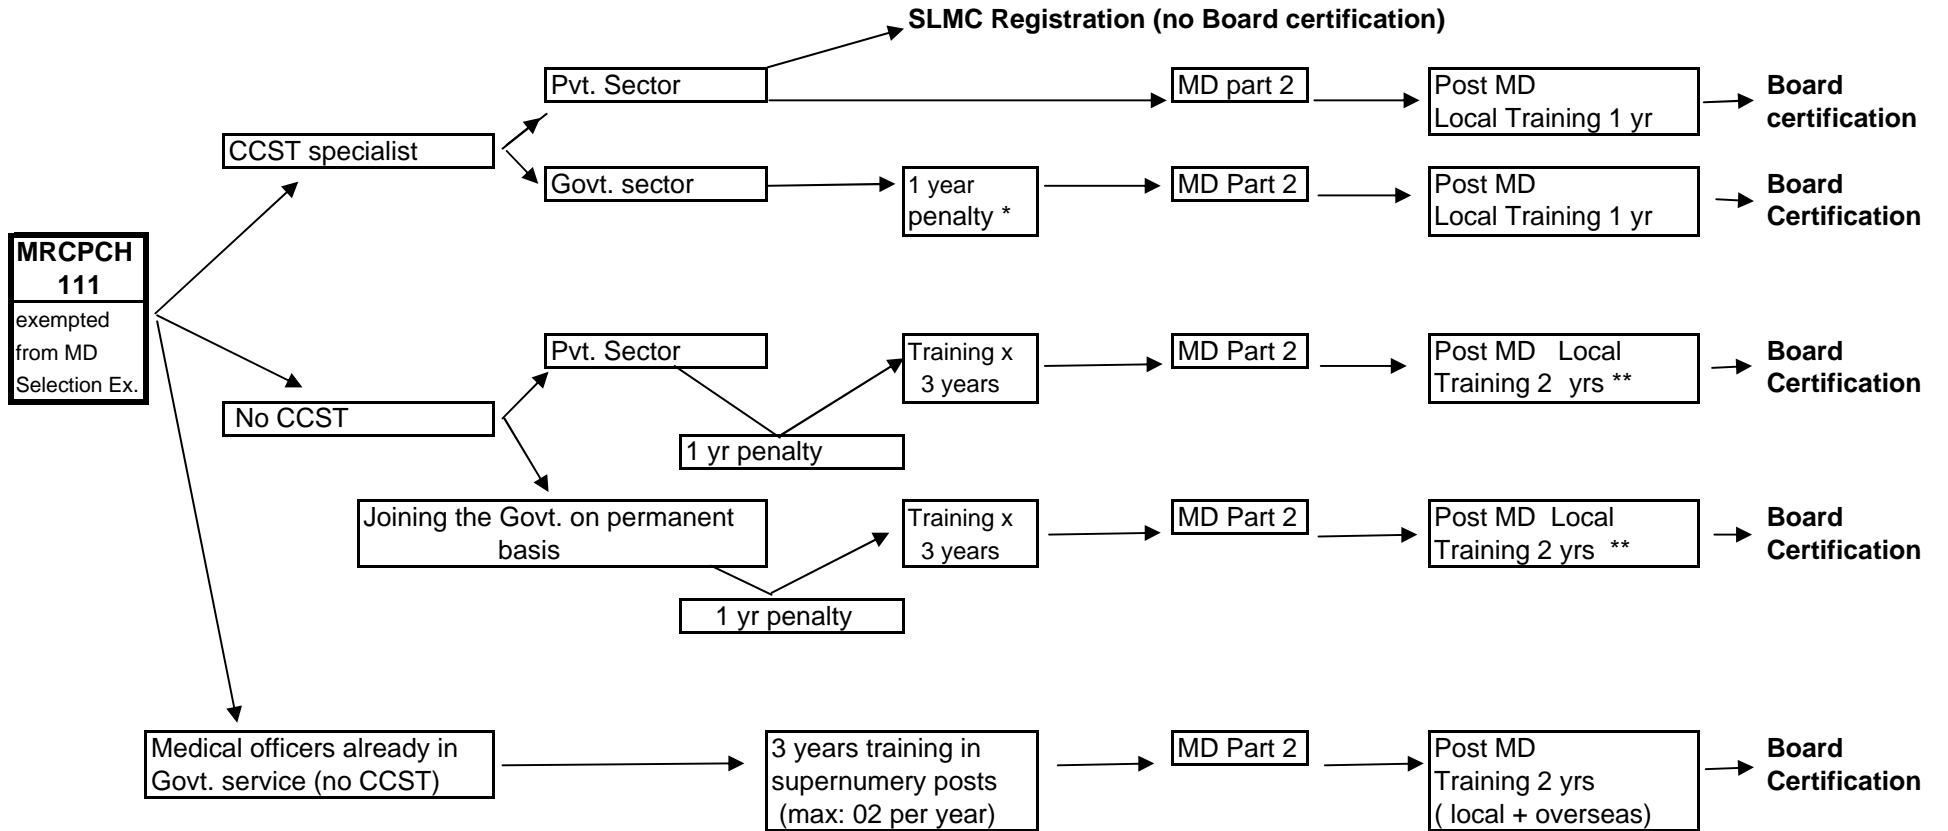 SLMC Registration (no Board certification)
Pvt. Sector
MD part 2
Post MD
Local Training 1 yr
Board
certification
CCST specialist
Govt. sector
1 year
penalty *
MD Part 2
Post MD
Local Training 1 yr
Board
Certification
MRCPCH
111
exempted
from MD
Selection Ex.
Pvt. Sector
Training x
3 years
MD Part 2
Post MD Local
Training 2 yrs **
Board
Certification
No CCST
1 yr penalty
Joining the Govt. on permanent
basis
Training x
3 years
MD Part 2
Post MD Local
Training 2 yrs **
Board
Certification
1 yr penalty
Medical officers already in
Govt. service (no CCST)
3 years training in
supernumery posts
(max: 02 per year)
MD Part 2
Post MD
Training 2 yrs
( local + overseas)
Board
Certification